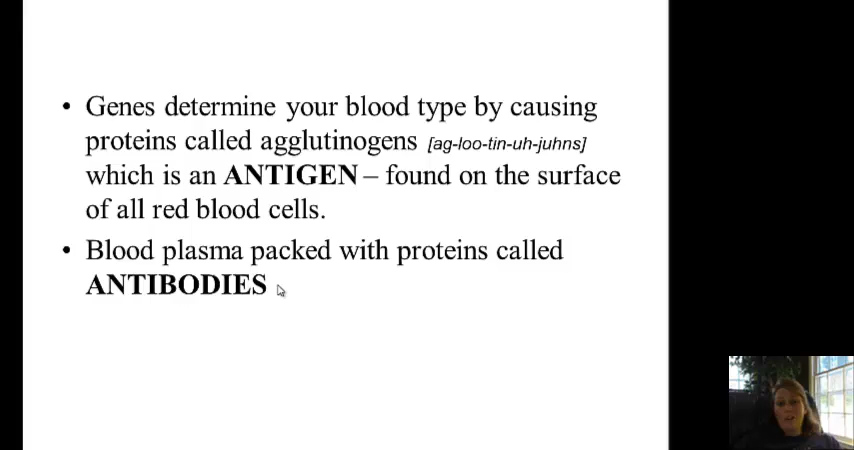 • Genes determine your blood type by causing
proteins called agglutinogens [ag-loo-tin-uh-juhns]
which is an ANTIGEN – found on the surface
of all red blood cells.
• Blood plasma packed with proteins called
ANTIBODIES